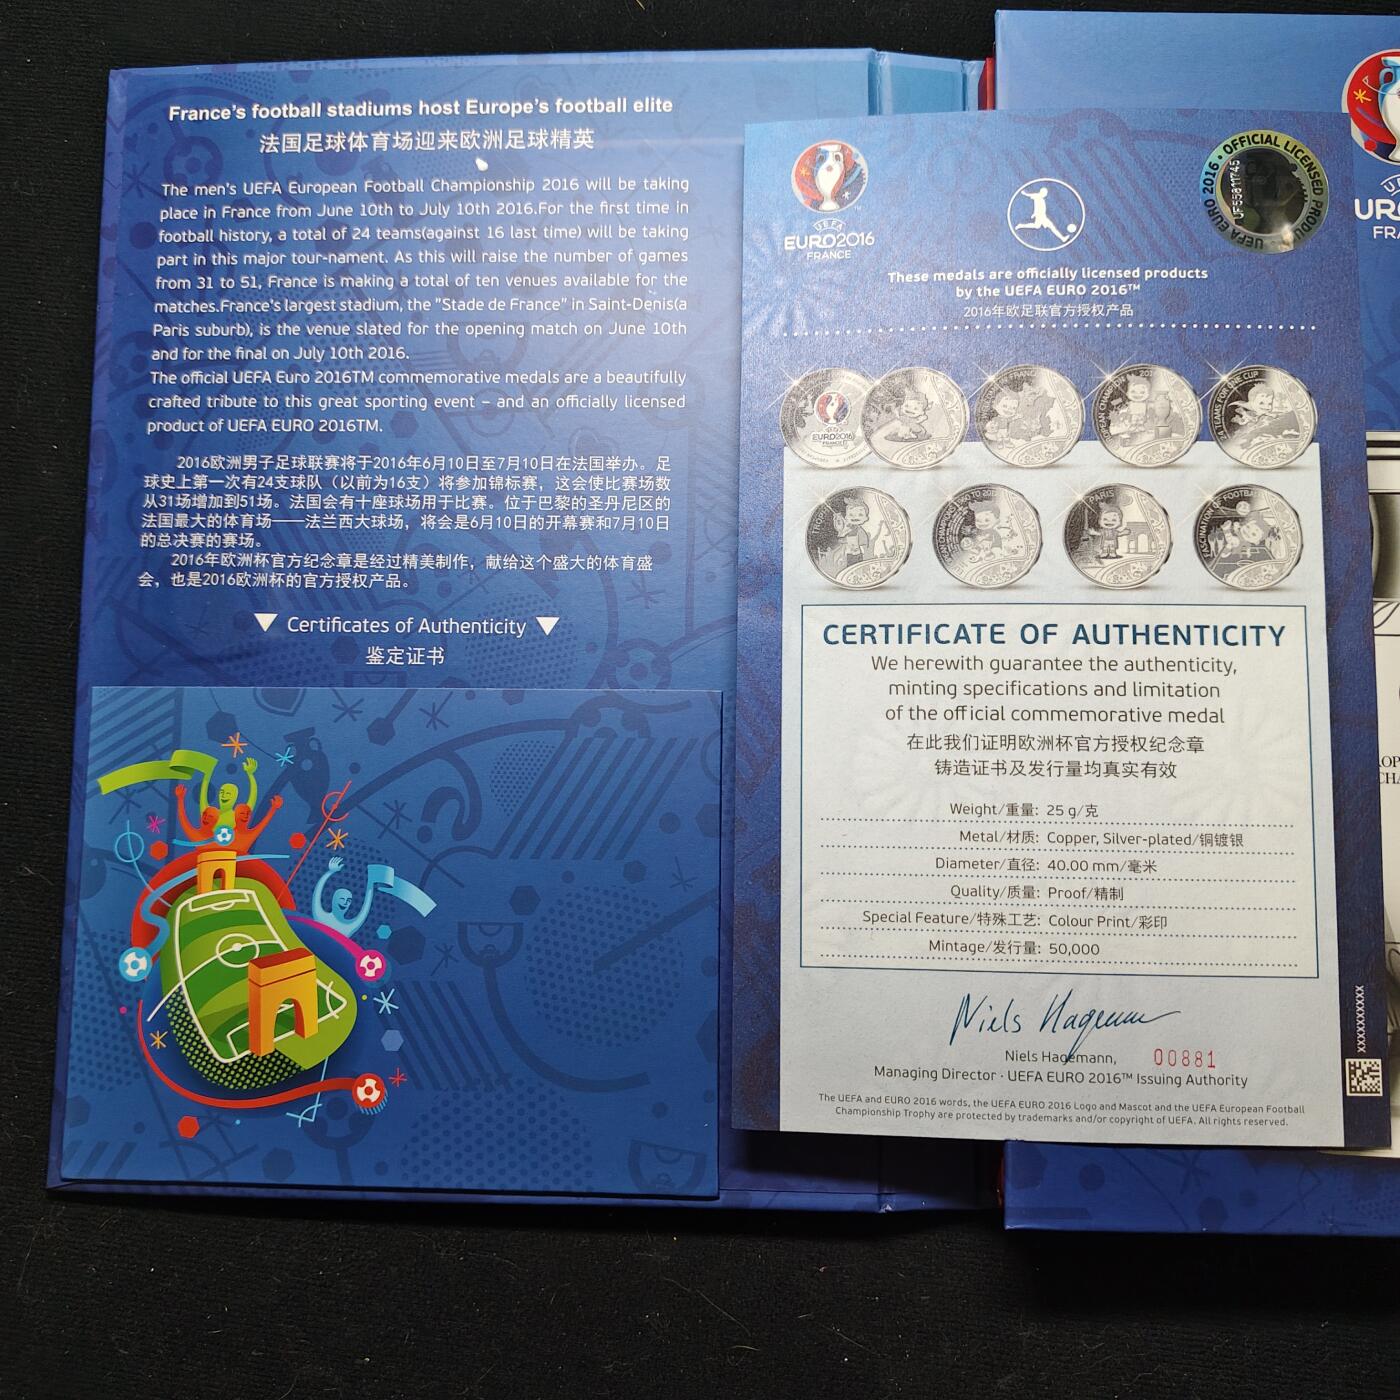 France's football stadiums host Europe's football elite
法国足球体育场迎来欧洲足球精英
The men's UEFA European Football Championship 2016 will be taking
place in France from June 10th to July 10th 2016.For the first time in
football history, a total of 24 teams(against 16 last time) will be taking
part in this major tour-nament. As this will raise the number of games
from 31 to 51, France is making a total of ten venues available for the
matches.France's largest stadium, the "Stade de France" in Saint-Denis(a
Paris suburb), is the venue slated for the opening match on June 10th
and for the final on July 10th 2016.
The official UEFA Euro 2016TM commemorative medals are a beautifully
crafted tribute to this great sporting event – and an officially licensed
product of UEFA EURO 2016TM.
2016欧洲男子足球联赛将于2016年6月10日至7月10日在法国举办。足
球史上第一次有24支球队（以前为16支）将参加锦标赛，这会使比赛场数
从31场增加到51场。法国会有十座球场用于比赛。位于巴黎的圣丹尼区的
法国最大的体育场——法兰西大球场，将会是6月10日的开幕赛和7月10日
的总决赛的赛场。
2016年欧洲杯官方纪念章是经过精美制作，献给这个盛大的体育盛
会，也是2016欧洲杯的官方授权产品。
Certificates of Authenticity
鉴定证书
UEFA
EURO2016
FRANCE
UEFA EURO 2016 • OFFICIAL LICENSED PRODU
UF55811745
These medals are officially licensed products
by the UEFA EURO 2016™
2016年欧足联官方授权产品
EURO2016
PARIS
CERTIFICATE OF AUTHENTICITY
We herewith guarantee the authenticity,
minting specifications and limitation
of the official commemorative medal
在此我们证明欧洲杯官方授权纪念章
铸造证书及发行量均真实有效
Weight/重量: 25 g/克
Metal/材质: Copper, Silver-plated/铜镀银
Diameter/直径: 40.00 mm/毫米
Quality/质量: Proof/精制
Special Feature/特殊工艺: Colour Print/彩印
Mintage/发行量: 50,000
Niels Hagemann
Niels Hagemann,
00881
Managing Director · UEFA EURO 2016™ Issuing Authority
The UEFA and EURO 2016 words, the UEFA EURO 2016 Logo and Mascot and the UEFA European Football
Championship Trophy are protected by trademarks and/or copyright of UEFA. All rights reserved.
XXXXXXXXXX